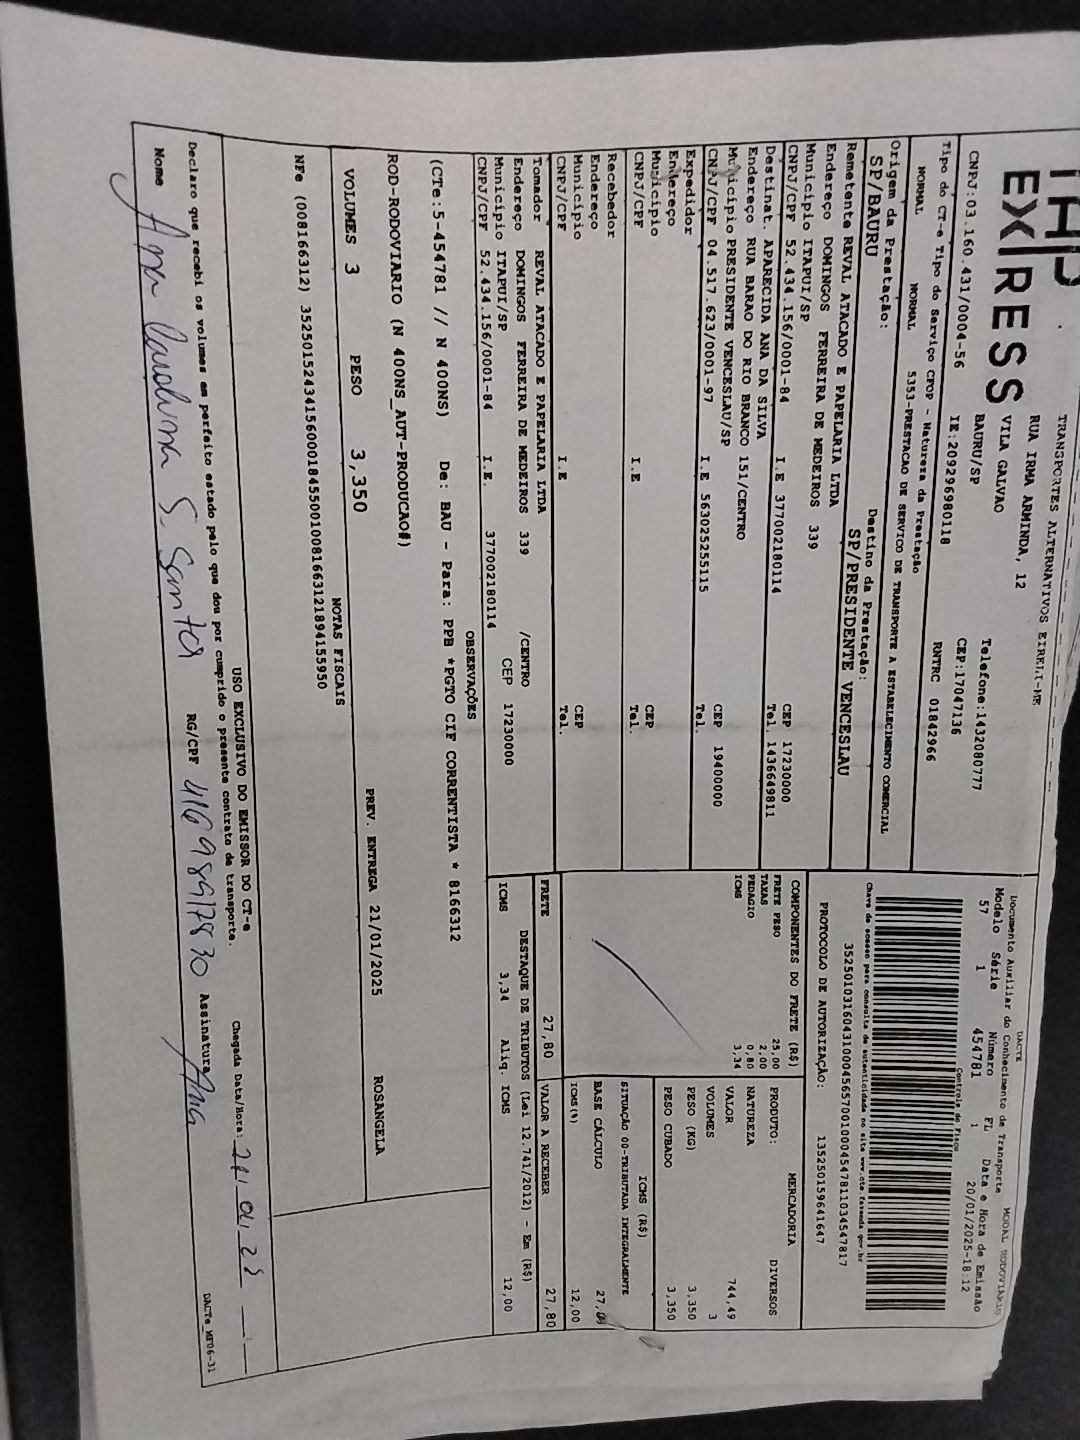 EXPRESS
TRANSPORTES ALTERNATIVOS EIRELI-ME
RUA IRMA ARMINDA, 12
VILA GALVAO
BAURU/SP
Telefone:1432080777
CEP:17047136
CNPJ:03.160.431/0004-56 IE:209296980118
RNTRC 01842966
Tipo do CT-e Tipo do Serviço CFOP - Natureza da Prestação
NORMAL NORMAL 5353-PRESTACAO DE SERVICO DE TRANSPORTE A ESTABELECIMENTO COMERCIAL
Origem da Prestação: Destino da Prestação:
SP/BAURU SP/PRESIDENTE VENCESLAU
DACTE
Documento Auxiliar do Conhecimento de Transporte MODAL RODOVIÁRIO
Modelo Série Número FL Data e Hora de Emissão
57 1 454781 1 20/01/2025-18:12
Controle do Fisco
Chave de acesso para consulta de autenticidade no site www.cte.fazenda.gov.br
PROTOCOLO DE AUTORIZAÇÃO: 135250159641647
Remetente REVAL ATACADO E PAPELARIA LTDA
Endereço DOMINGOS FERREIRA DE MEDEIROS 339
Município ITAPUI/SP CEP 17230000
CNPJ/CPF 52.434.156/0001-84 I.E 377002180114 Tel. 1436649811
Destinat. APARECIDA ANA DA SILVA
Endereço RUA BARAO DO RIO BRANCO 151/CENTRO
Município PRESIDENTE VENCESLAU/SP CEP 19400000
CNPJ/CPF 04.517.623/0001-97 I.E 563025255115 Tel.
Expedidor
Endereço
Município CEP
CNPJ/CPF I.E Tel.
Recebedor
Endereço
Município CEP
CNPJ/CPF I.E Tel.
Tomador REVAL ATACADO E PAPELARIA LTDA
Endereço DOMINGOS FERREIRA DE MEDEIROS 339 /CENTRO
Município ITAPUI/SP CEP 17230000
CNPJ/CPF 52.434.156/0001-84 I.E. 377002180114
COMPONENTES DO FRETE (R$)
FRETE PESO 25,00
TAXAS 2,00
PEDAGIO 0,80
ICMS 3,34
MERCADORIA
PRODUTO: DIVERSOS
NATUREZA
VALOR 744,49
VOLUMES 3
PESO (KG) 3,350
PESO CUBADO 3,350
ICMS (R$)
SITUAÇÃO 00-TRIBUTADA INTEGRALMENTE
BASE CÁLCULO
ICMS(%) 12,00
FRETE 27,80 VALOR A RECEBER 27,80
DESTAQUE DE TRIBUTOS (Lei 12.741/2012) - Em (R$)
ICMS 3,34 Aliq. ICMS 12,00
OBSERVAÇÕES
(CTe:5-454781 // N 400NS) De: BAU - Para: PPB *PGTO CIF CORRENTISTA * 8166312
ROD-RODOVIARIO (N 400NS_AUT-PRODUCAO#)
VOLUMES 3 PESO 3,350 PREV. ENTREGA 21/01/2025 ROSANGELA
NOTAS FISCAIS
NFe (008166312)
USO EXCLUSIVO DO EMISSOR DO CT-e
Declaro que recebi os volumes em perfeito estado pelo que dou por cumprido o presente contrato de transporte.
Chegada Data/Hora:
Nome Ana S. Santos RG/CPF Assinatura Ana
DACTe_MF06-31